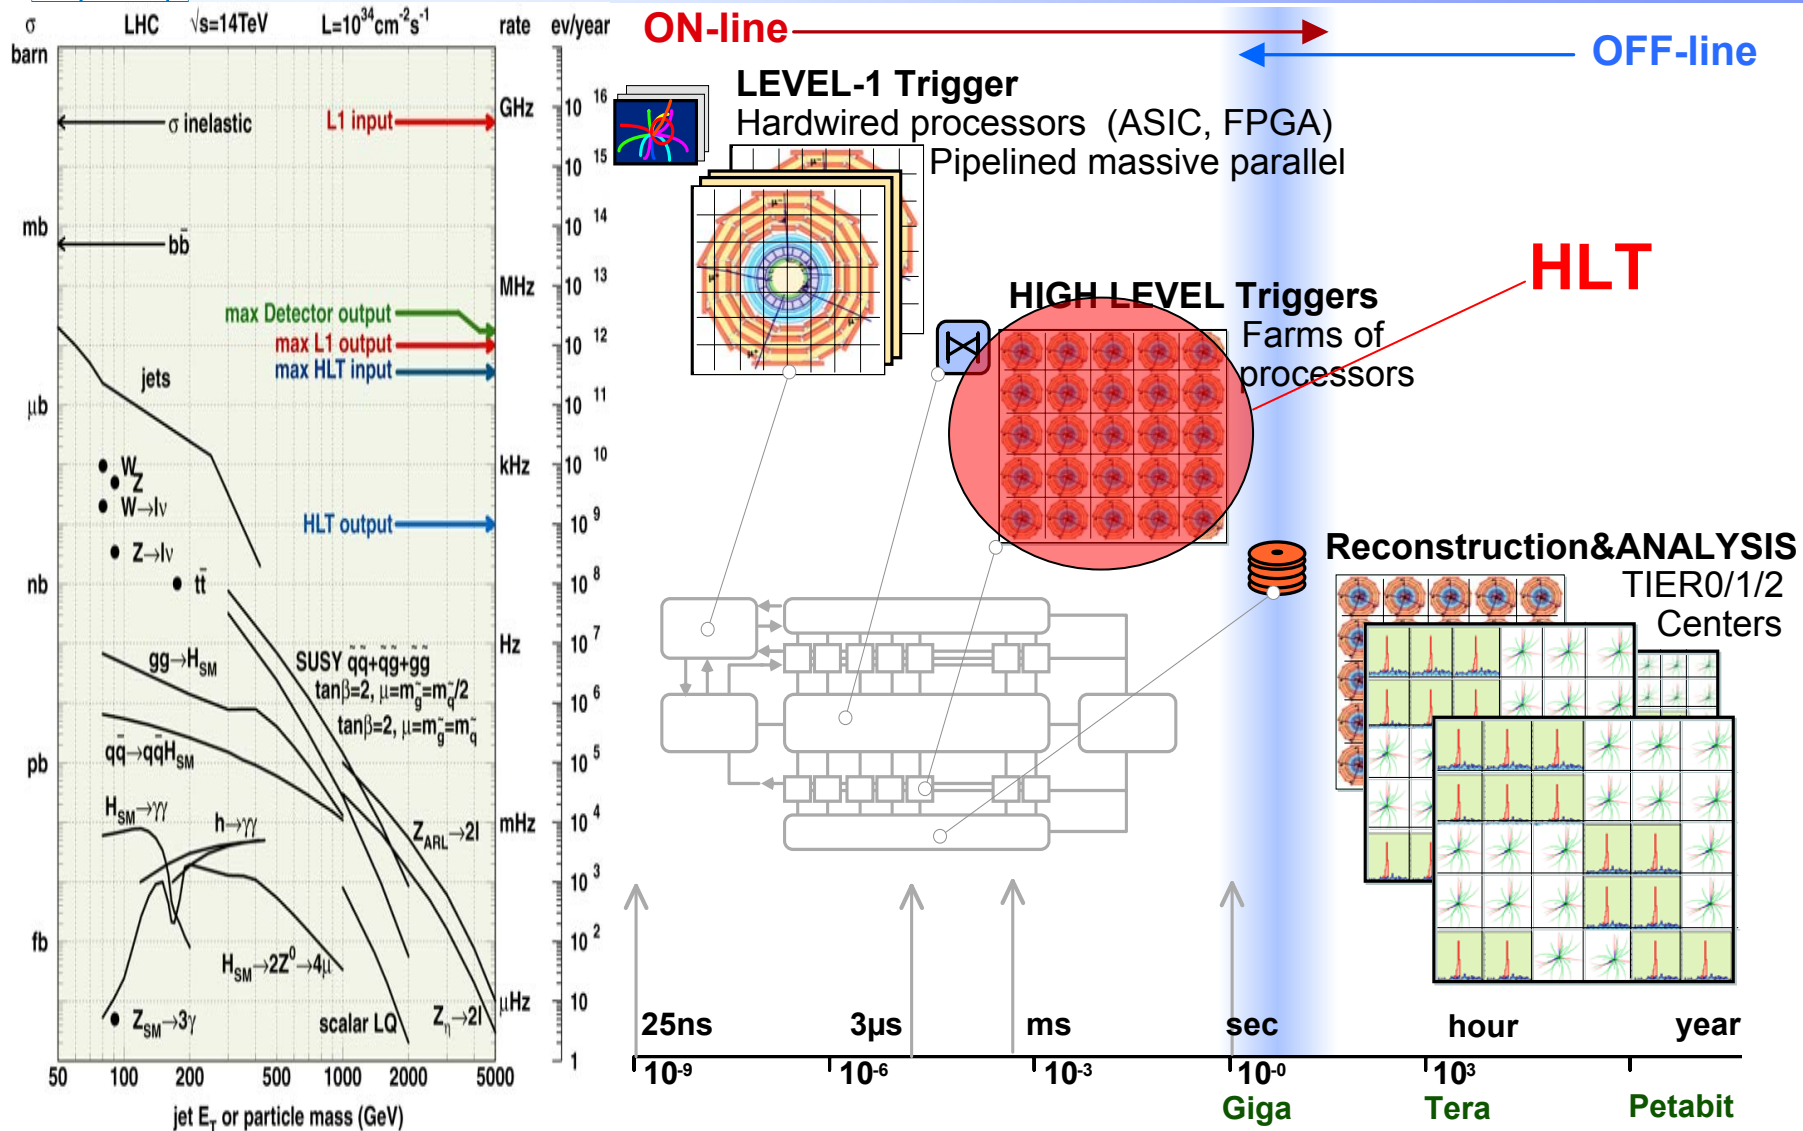 σ LHC √s=14TeV L=10³⁴cm⁻²s⁻¹ rate ev/year
barn
GHz
MHz
kHz
Hz
mHz
μHz
mb
μb
nb
pb
fb
10¹⁶
10¹⁵
10¹⁴
10¹³
10¹²
10¹¹
10¹⁰
10⁹
10⁸
10⁷
10⁶
10⁵
10⁴
10³
10²
10
1
σ inelastic
L1 input
bb̄
max Detector output
max L1 output
max HLT input
jets
W
Z
W→lν
HLT output
Z→lν
tt̄
gg→H_SM
SUSY q̃q̃+q̃g̃+g̃g̃
tanβ=2, μ=m_g̃=m_q̃/2
tanβ=2, μ=m_g̃=m_q̃
qq̄→qq̄H_SM
H_SM→γγ
h→γγ
Z_ARL→2l
H_SM→2Z⁰→4μ
Z_SM→3γ
scalar LQ
Z_η→2l
50 100 200 500 1000 2000 5000
jet E_T or particle mass (GeV)
ON-line
OFF-line
LEVEL-1 Trigger
Hardwired processors (ASIC, FPGA)
Pipelined massive parallel
HLT
HIGH LEVEL Triggers
Farms of
processors
Reconstruction&ANALYSIS
TIER0/1/2
Centers
25ns 3μs ms sec hour year
10⁻⁹ 10⁻⁶ 10⁻³ 10⁻⁰ 10³
Giga Tera Petabit